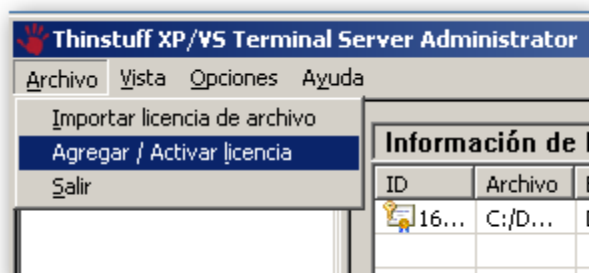 Thinstuff XP/VS Terminal Server Administrator
Archivo Vista Opciones Ayuda
Importar licencia de archivo
Agregar / Activar licencia
Salir
Información de
ID Archivo
16... C:/D...